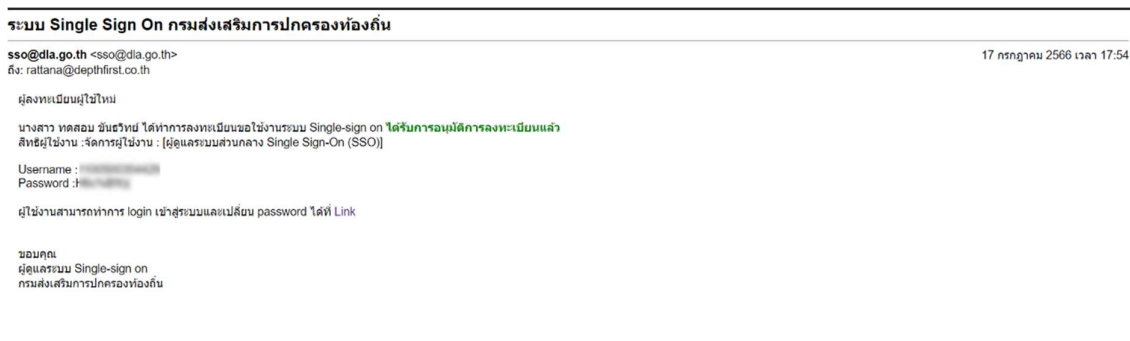 ระบบ Single Sign On กรมส่งเสริมการปกครองท้องถิ่น
sso@dla.go.th <sso@dla.go.th>
17 กรกฎาคม 2566 เวลา 17:54
ถึง: rattana@depthfirst.co.th
ผู้ลงทะเบียนผู้ใช้ใหม่
นางสาว ทดสอบ ขันธวิทย์ ได้ทำการลงทะเบียนขอใช้งานระบบ Single-sign on ได้รับการอนุมัติการลงทะเบียนแล้ว
สิทธิผู้ใช้งาน :จัดการผู้ใช้งาน : [ผู้ดูแลระบบส่วนกลาง Single Sign-On (SSO)]
Username :
Password :
ผู้ใช้งานสามารถทำการ login เข้าสู่ระบบและเปลี่ยน password ได้ที่ Link
ขอบคุณ
ผู้ดูแลระบบ Single-sign on
กรมส่งเสริมการปกครองท้องถิ่น